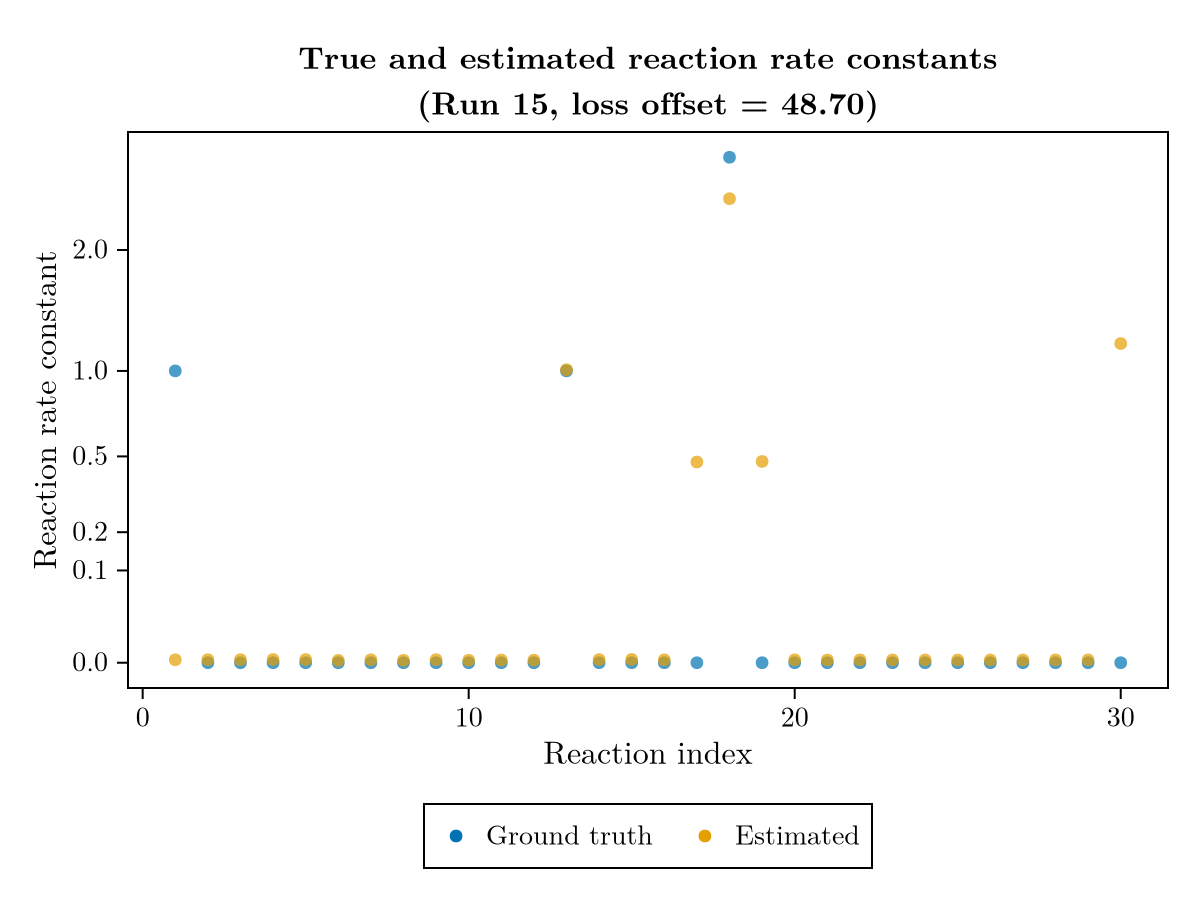 True and estimated reaction rate constants
(Run 15, loss offset = 48.70)
Reaction rate constant
2.0
1.0
0.5
0.2
0.1
0.0
0 10 20 30
Reaction index
Ground truth Estimated